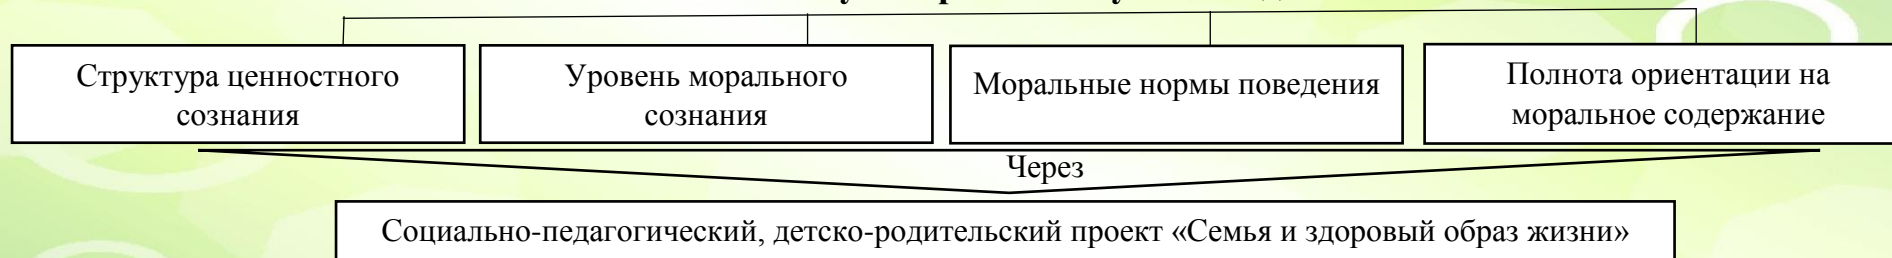 Структура ценностного
сознания
Уровень морального
сознания
Моральные нормы поведения
Полнота ориентации на
моральное содержание
Через
Социально-педагогический, детско-родительский проект «Семья и здоровый образ жизни»